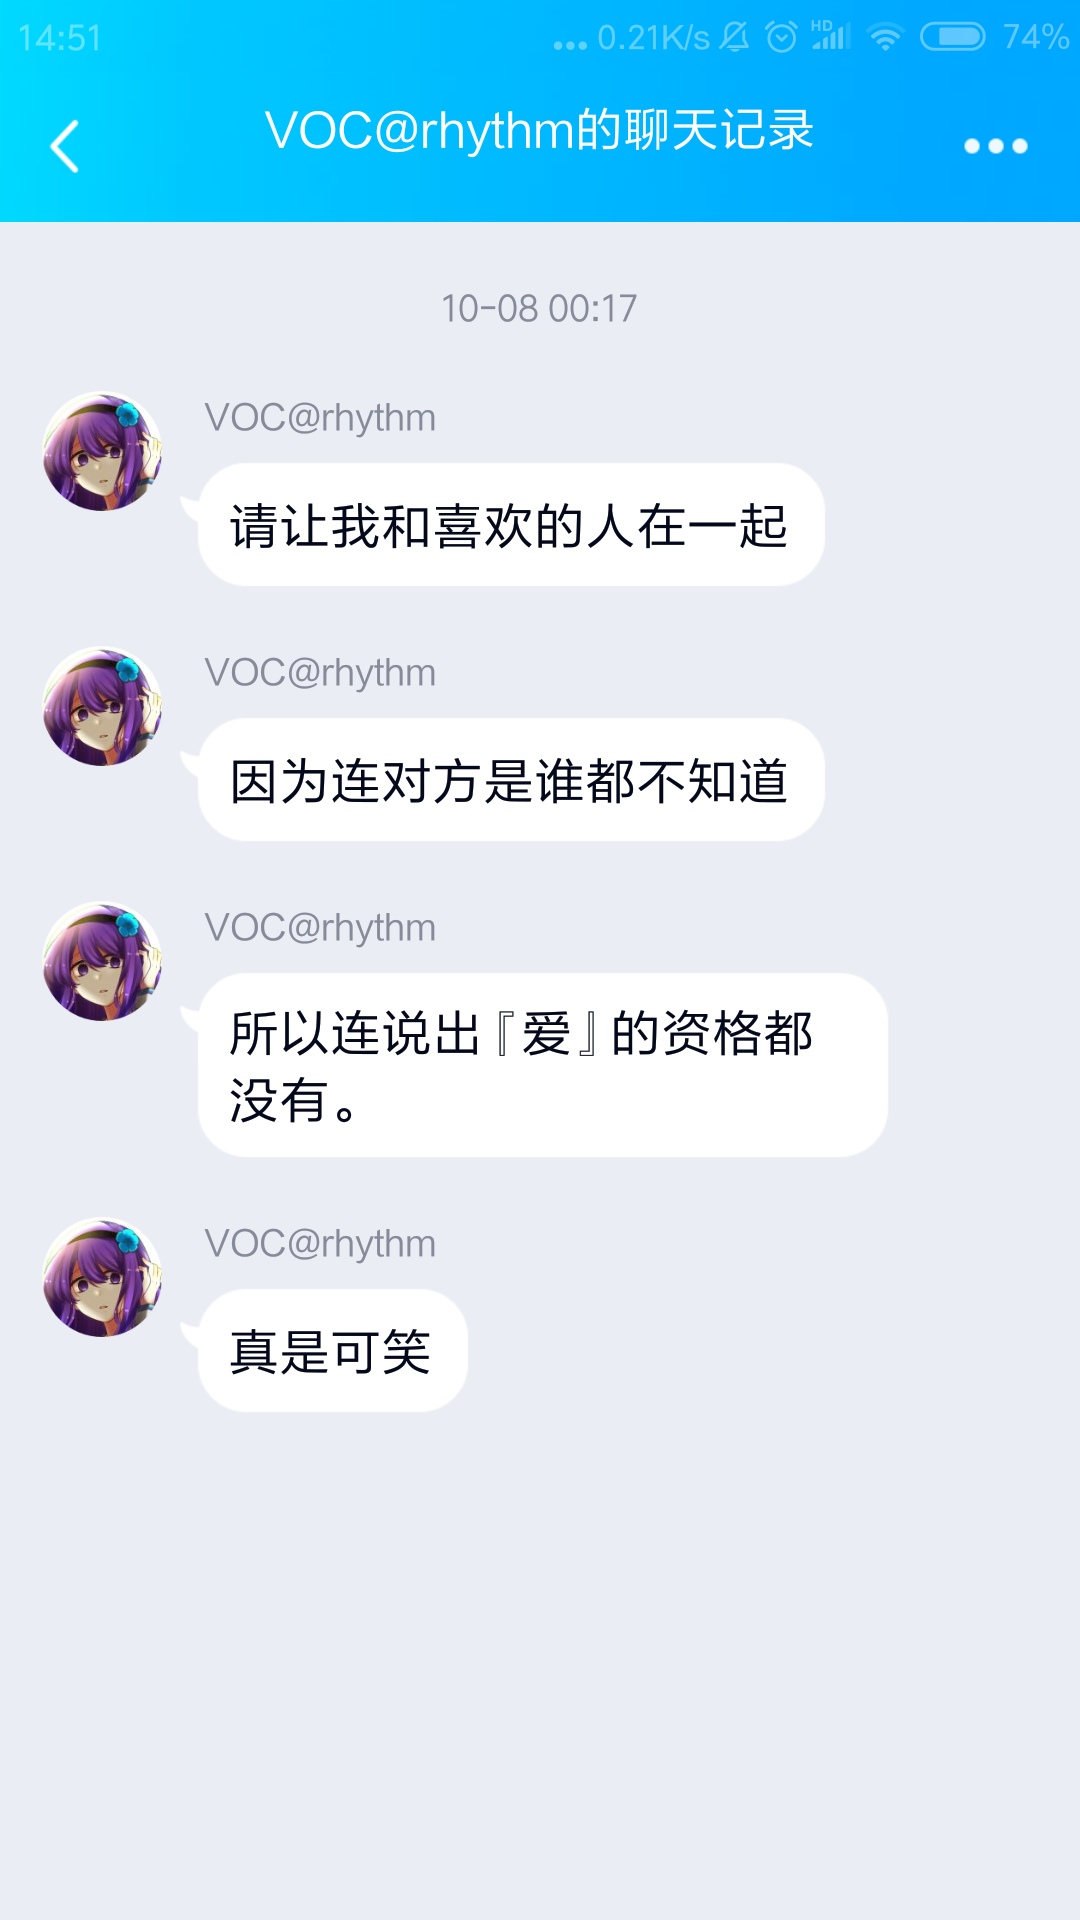 14:51
... 0.21K/s HD 74%
VOC@rhythm的聊天记录
10-08 00:17
VOC@rhythm
请让我和喜欢的人在一起
VOC@rhythm
因为连对方是谁都不知道
VOC@rhythm
所以连说出『爱』的资格都
没有。
VOC@rhythm
真是可笑